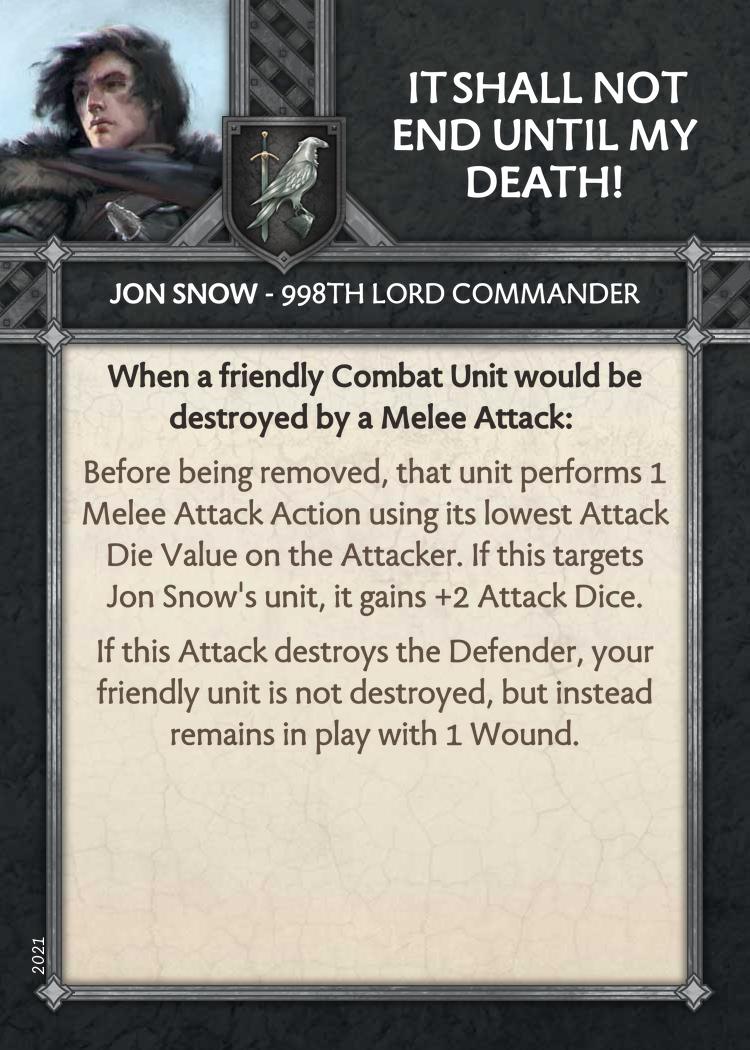 IT SHALL NOT
END UNTIL MY
DEATH!
JON SNOW - 998TH LORD COMMANDER
When a friendly Combat Unit would be
destroyed by a Melee Attack:
Before being removed, that unit performs 1
Melee Attack Action using its lowest Attack
Die Value on the Attacker. If this targets
Jon Snow's unit, it gains +2 Attack Dice.
If this Attack destroys the Defender, your
friendly unit is not destroyed, but instead
remains in play with 1 Wound.
2021